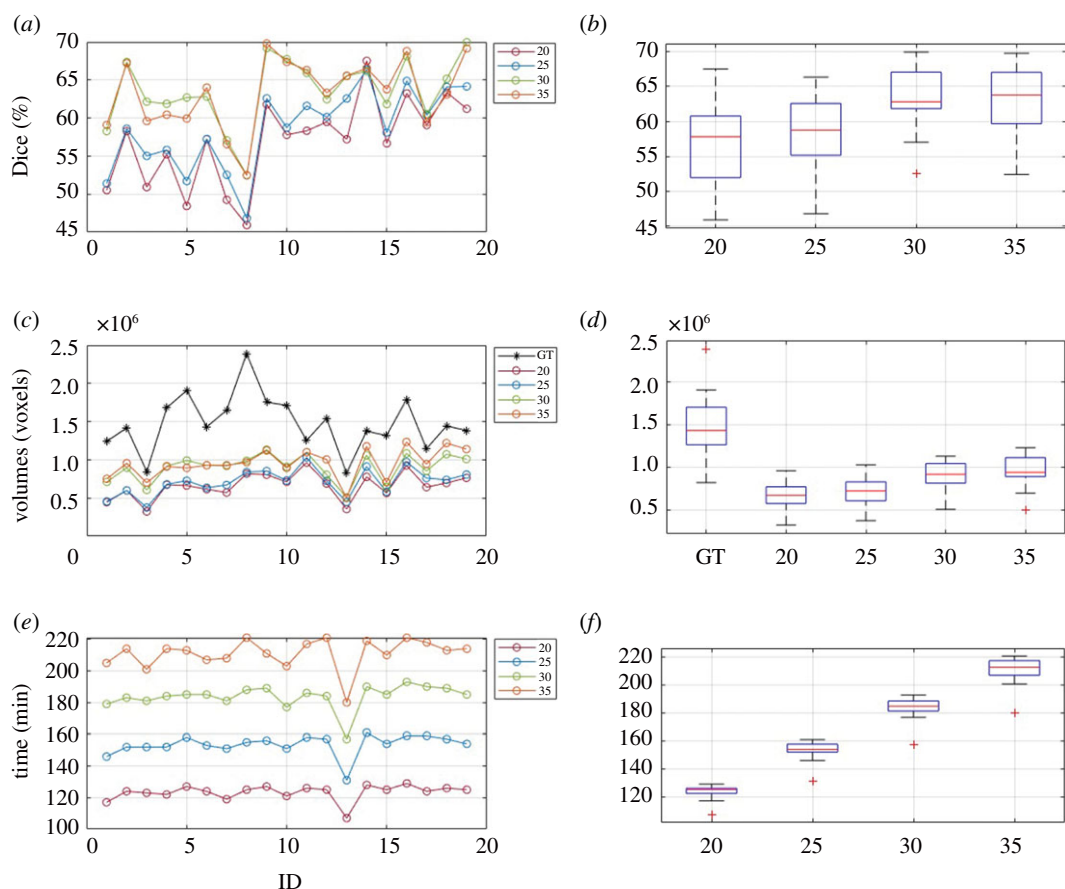 (a)
70
65
60
55
50
45
Dice (%)
0 5 10 15 20
20
25
30
35
(b)
70
65
60
55
50
45
20 25 30 35
(c)
×10⁶
2.5
2.0
1.5
1.0
0.5
volumes (voxels)
0 5 10 15 20
GT
20
25
30
35
(d)
×10⁶
2.5
2.0
1.5
1.0
0.5
GT 20 25 30 35
(e)
220
200
180
160
140
120
100
time (min)
0 5 10 15 20
ID
20
25
30
35
(f)
220
200
180
160
140
120
20 25 30 35